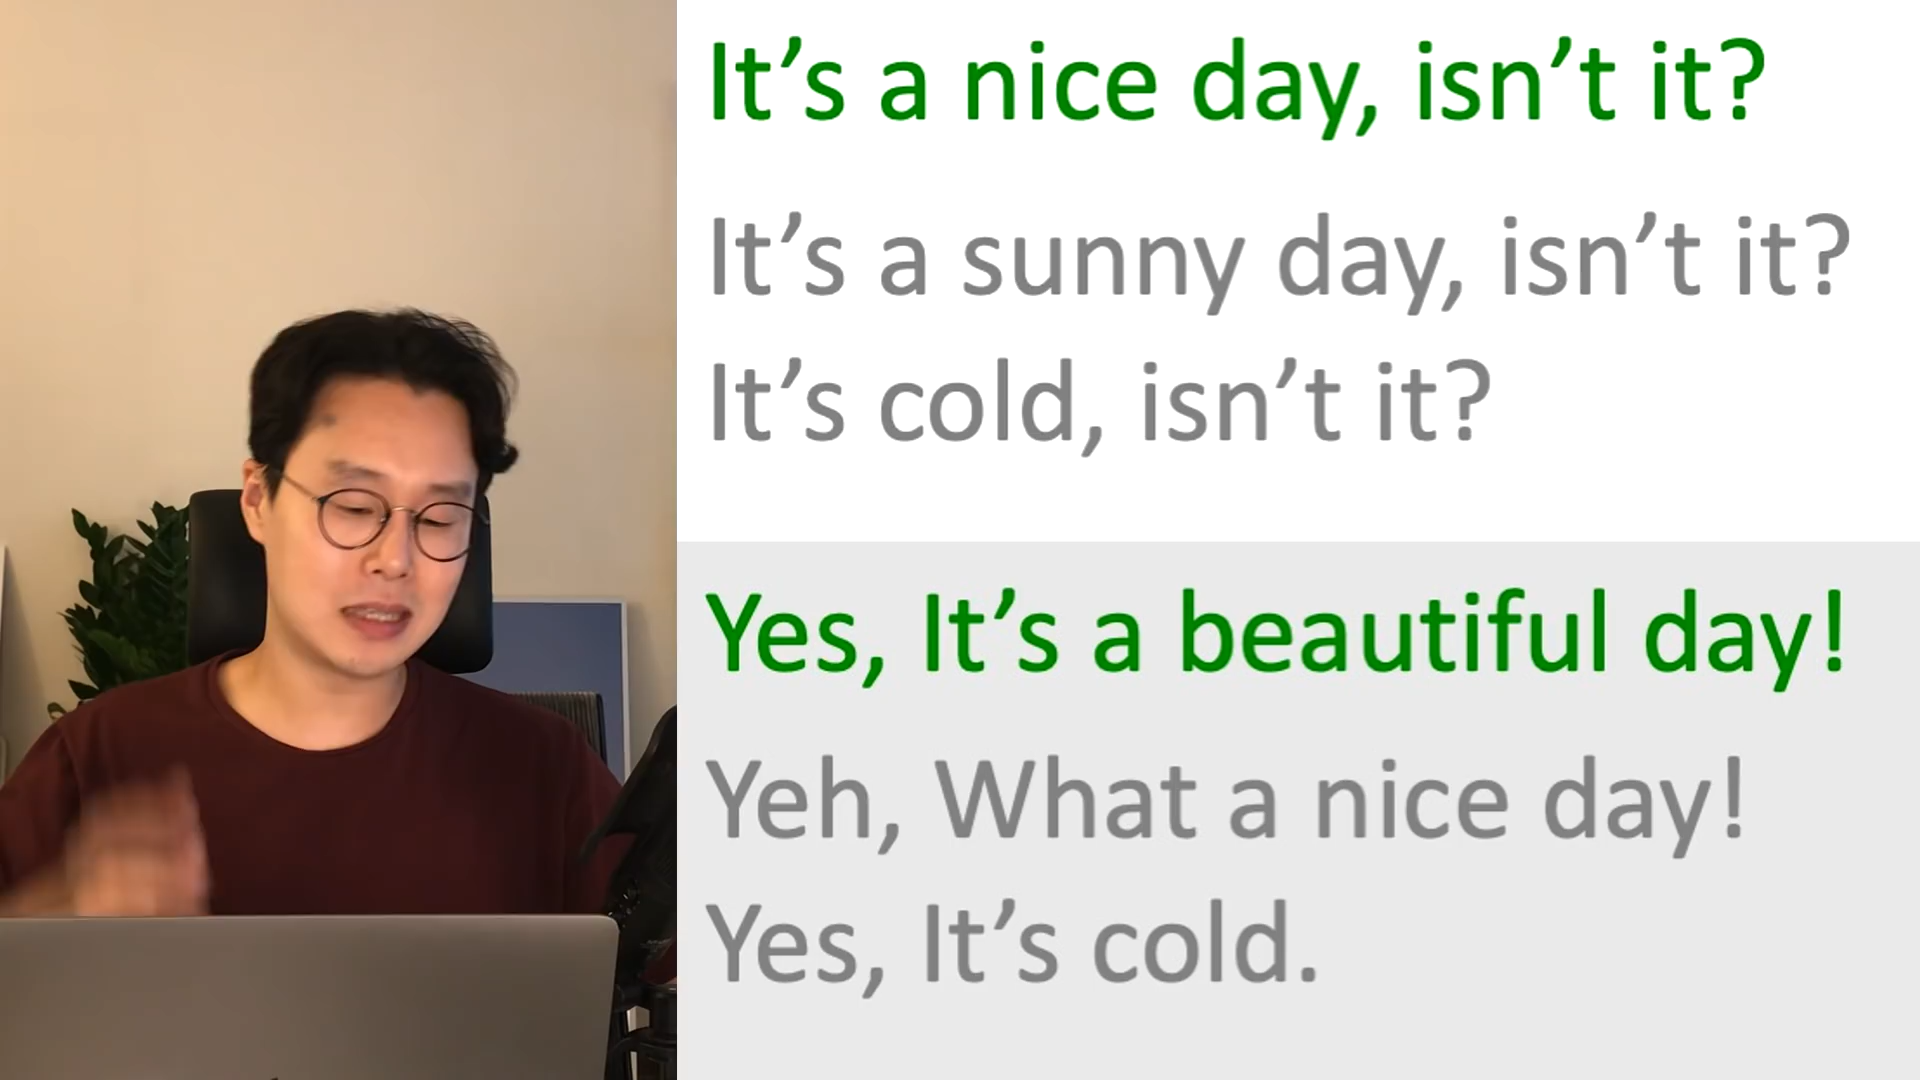 It’s a nice day, isn’t it?
It’s a sunny day, isn’t it?
It’s cold, isn’t it?
Yes, It’s a beautiful day!
Yeh, What a nice day!
Yes, It’s cold.